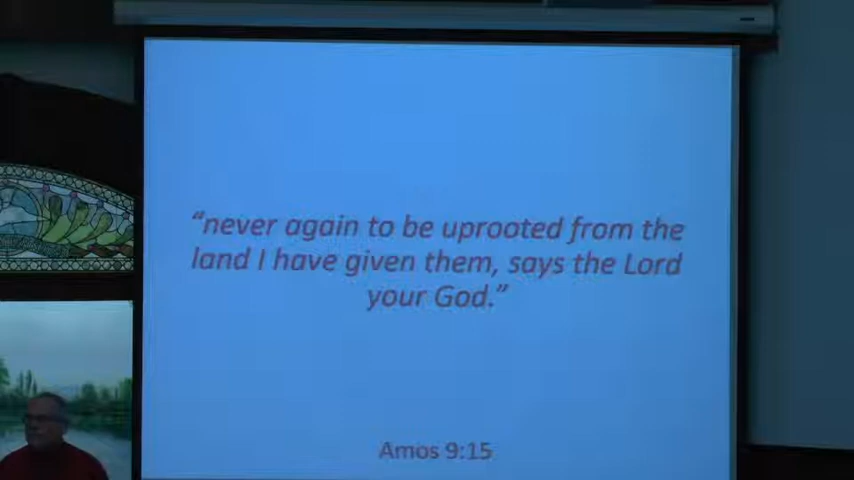 “never again to be uprooted from the
land I have given them, says the Lord
your God.”
Amos 9:15